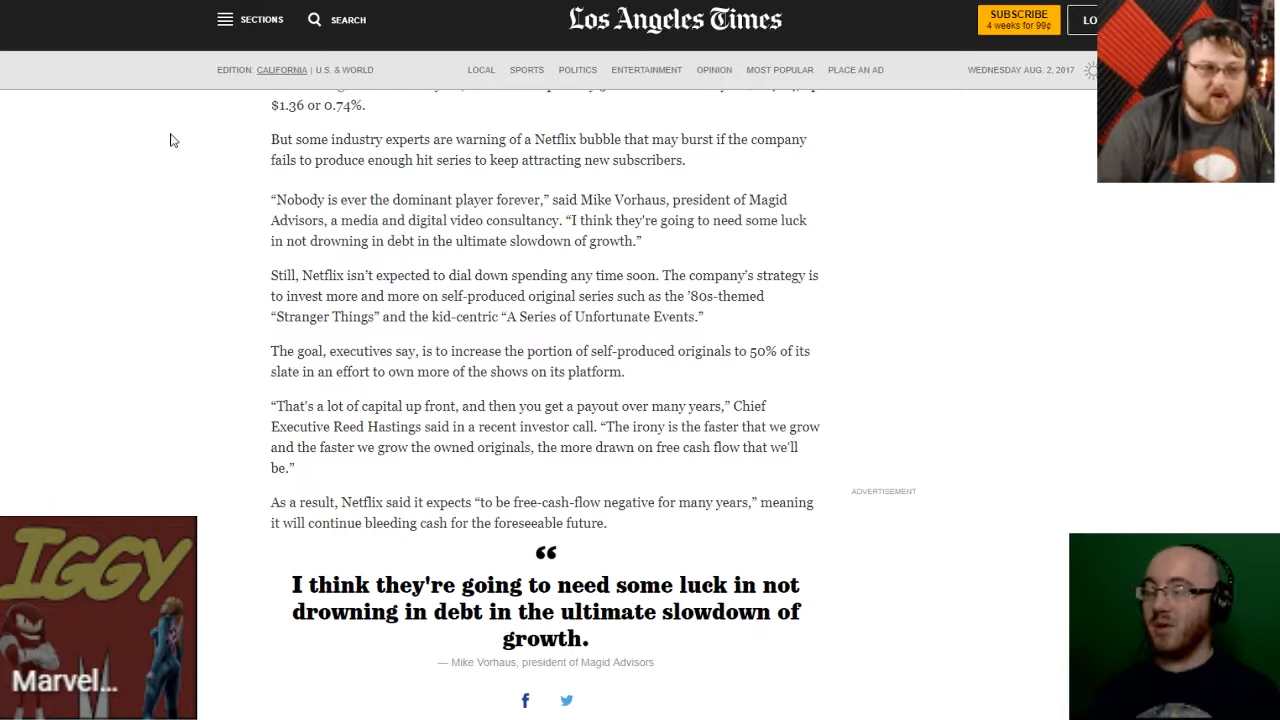 SECTIONS
SEARCH
Los Angeles Times
SUBSCRIBE
4 weeks for 99¢
LO
EDITION: CALIFORNIA | U.S. & WORLD
LOCAL SPORTS POLITICS ENTERTAINMENT OPINION MOST POPULAR PLACE AN AD
WEDNESDAY AUG. 2, 2017
$1.36 or 0.74%.
But some industry experts are warning of a Netflix bubble that may burst if the company
fails to produce enough hit series to keep attracting new subscribers.
“Nobody is ever the dominant player forever,” said Mike Vorhaus, president of Magid
Advisors, a media and digital video consultancy. “I think they're going to need some luck
in not drowning in debt in the ultimate slowdown of growth.”
Still, Netflix isn’t expected to dial down spending any time soon. The company's strategy is
to invest more and more on self-produced original series such as the ’80s-themed
“Stranger Things” and the kid-centric “A Series of Unfortunate Events.”
The goal, executives say, is to increase the portion of self-produced originals to 50% of its
slate in an effort to own more of the shows on its platform.
“That's a lot of capital up front, and then you get a payout over many years,” Chief
Executive Reed Hastings said in a recent investor call. “The irony is the faster that we grow
and the faster we grow the owned originals, the more drawn on free cash flow that we'll
be.”
ADVERTISEMENT
As a result, Netflix said it expects “to be free-cash-flow negative for many years,” meaning
it will continue bleeding cash for the foreseeable future.
“
I think they're going to need some luck in not
drowning in debt in the ultimate slowdown of
growth.
— Mike Vorhaus, president of Magid Advisors
IGGY
Marvel...